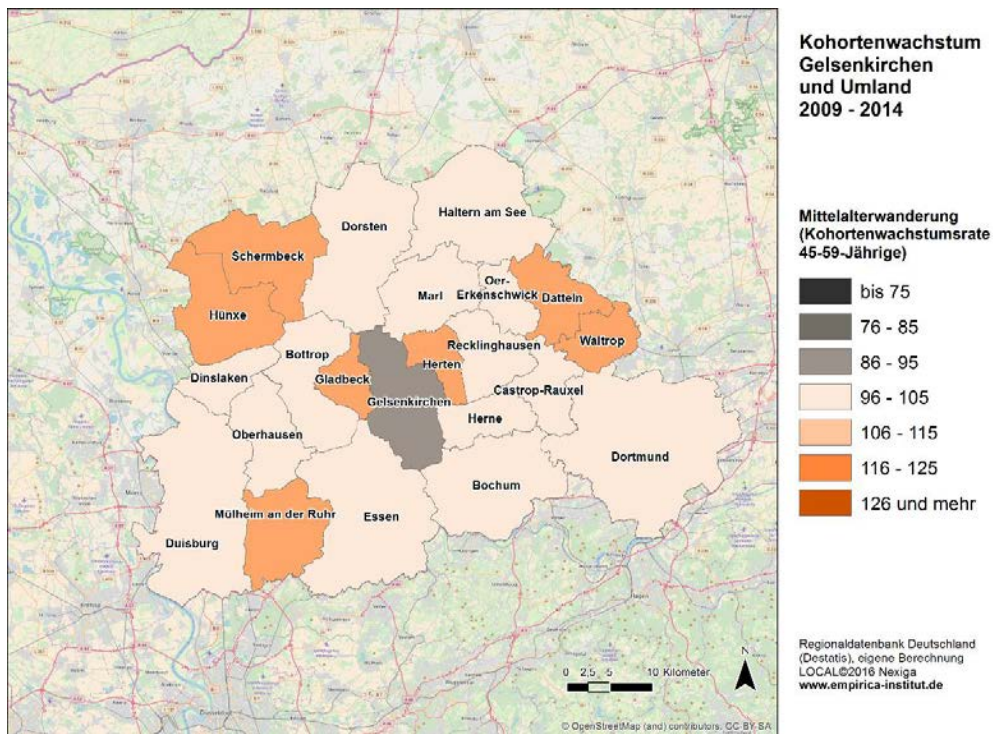 Kohortenwachstum
Gelsenkirchen
und Umland
2009 - 2014
Mittelalterwanderung
(Kohortenwachstumsrate
45-59-Jährige)
bis 75
76 - 85
86 - 95
96 - 105
106 - 115
116 - 125
126 und mehr
Haltern am See
Dorsten
Schermbeck
Oer-
Marl
Erkenschwick
Datteln
Hünxe
Waltrop
Recklinghausen
Bottrop
Herten
Dinslaken
Gladbeck
Castrop-Rauxel
Gelsenkirchen
Herne
Oberhausen
Dortmund
Bochum
Mülheim an der Ruhr
Essen
Duisburg
N
0 2,5 5 10 Kilometer
Regionaldatenbank Deutschland
(Destatis), eigene Berechnung
LOCAL©2016 Nexiga
www.empirica-institut.de
© OpenStreetMap (and) contributors, CC BY-SA